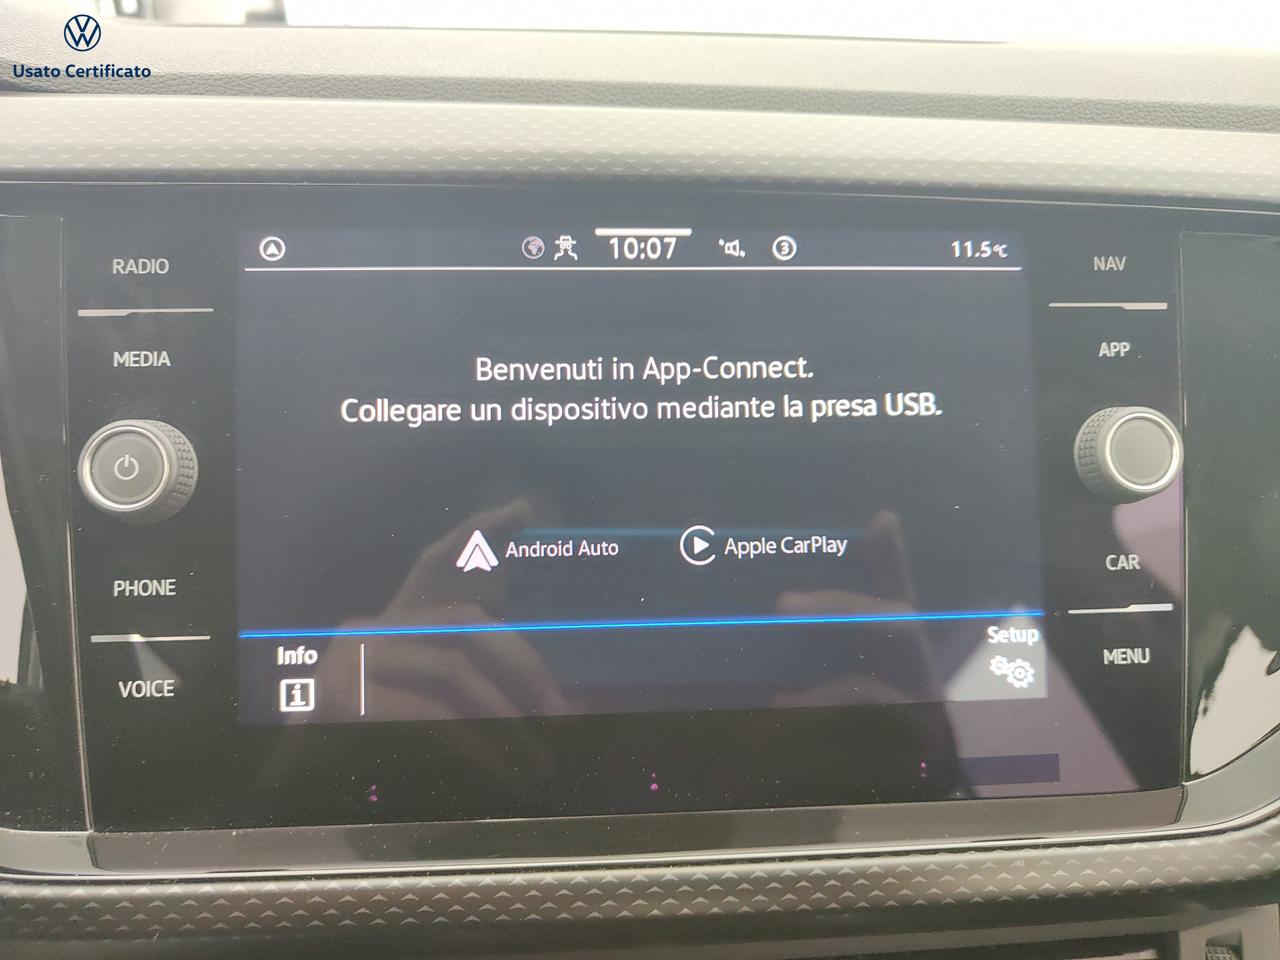 Usato Certificato
RADIO
MEDIA
PHONE
VOICE
10:07
3
11.5°C
Benvenuti in App-Connect.
Collegare un dispositivo mediante la presa USB.
Android Auto
Apple CarPlay
Info
Setup
NAV
APP
CAR
MENU